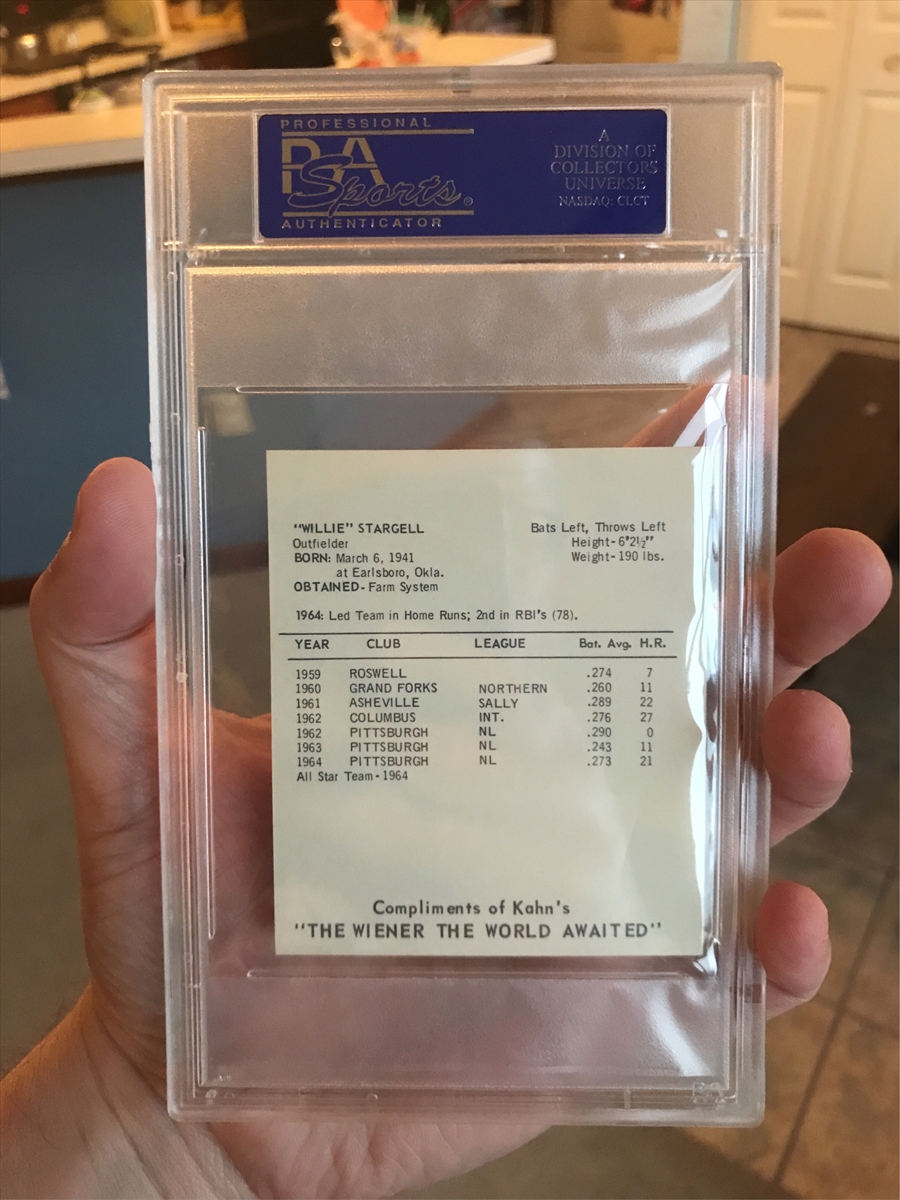 PROFESSIONAL
PSA
Sports®
AUTHENTICATOR
A
DIVISION OF
COLLECTORS
UNIVERSE
NASDAQ: CLCT
"WILLIE" STARGELL
Outfielder
BORN: March 6, 1941
at Earlsboro, Okla.
OBTAINED- Farm System
Bats Left, Throws Left
Height- 6'2½"
Weight- 190 lbs.
1964: Led Team in Home Runs; 2nd in RBI's (78).
YEAR CLUB LEAGUE Bat. Avg. H.R.
1959 ROSWELL .274 7
1960 GRAND FORKS NORTHERN .260 11
1961 ASHEVILLE SALLY .289 22
1962 COLUMBUS INT. .276 27
1962 PITTSBURGH NL .290 0
1963 PITTSBURGH NL .243 11
1964 PITTSBURGH NL .273 21
All Star Team - 1964
Compliments of Kahn's
"THE WIENER THE WORLD AWAITED"